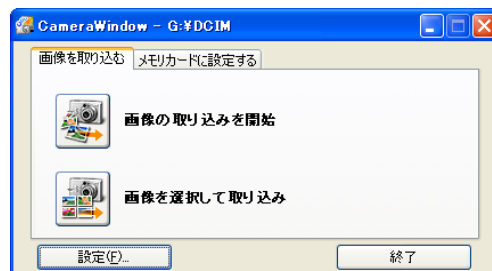 CameraWindow - G:¥DCIM
画像を取り込む メモリカードに設定する
画像の取り込みを開始
画像を選択して取り込み
設定(F)... 終了